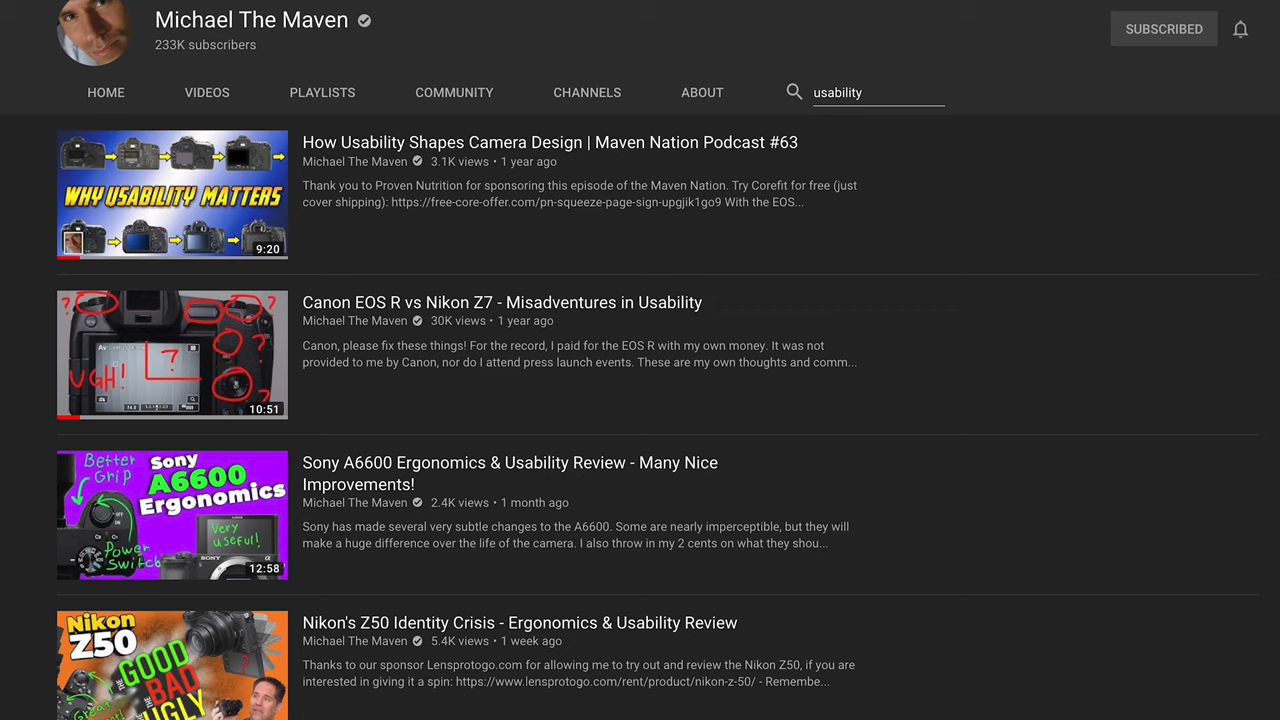 Michael The Maven
233K subscribers
SUBSCRIBED
HOME VIDEOS PLAYLISTS COMMUNITY CHANNELS ABOUT usability
WHY USABILITY MATTERS
9:20
How Usability Shapes Camera Design | Maven Nation Podcast #63
Michael The Maven 3.1K views • 1 year ago
Thank you to Proven Nutrition for sponsoring this episode of the Maven Nation. Try Corefit for free (just
cover shipping): https://free-core-offer.com/pn-squeeze-page-sign-upgjik1go9 With the EOS...
? ?
?
?
Av
UGH!
?
10:51
Canon EOS R vs Nikon Z7 - Misadventures in Usability
Michael The Maven 30K views • 1 year ago
Canon, please fix these things! For the record, I paid for the EOS R with my own money. It was not
provided to me by Canon, nor do I attend press launch events. These are my own thoughts and comm...
Better
Grip
Sony
A6600
Ergonomics
OFF
ON
Very
useful!
Power
Switch
SONY
12:58
Sony A6600 Ergonomics & Usability Review - Many Nice
Improvements!
Michael The Maven 2.4K views • 1 month ago
Sony has made several very subtle changes to the A6600. Some are nearly imperceptible, but they will
make a huge difference over the life of the camera. I also throw in my 2 cents on what they shou...
Nikon
Z50
?
THE GOOD
THE BAD
THE UGLY
Great
Nikon's Z50 Identity Crisis - Ergonomics & Usability Review
Michael The Maven 5.4K views • 1 week ago
Thanks to our sponsor Lensprotogo.com for allowing me to try out and review the Nikon Z50, if you are
interested in giving it a spin: https://www.lensprotogo.com/rent/product/nikon-z-50/ - Remembe...